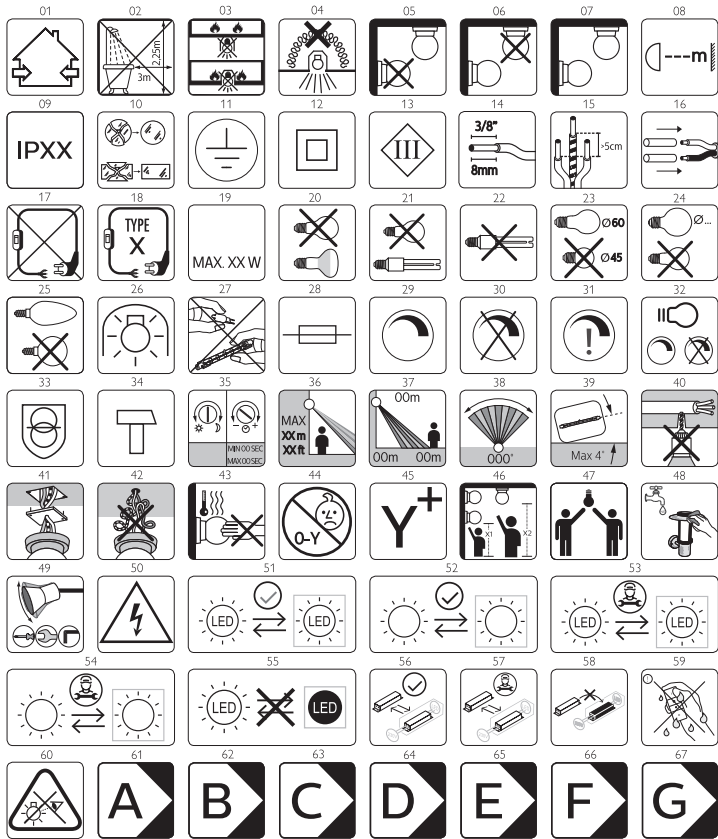 01 02 03 04 05 06 07 08
2,25m
3m
m
09 10 11 12 13 14 15 16
IPXX
III
3/8"
8mm
>5cm
17 18 19 20 21 22 23 24
TYPE
X
MAX. XX W
Ø60
Ø45
Ø...
25 26 27 28 29 30 31 32
!
33 34 35 36 37 38 39 40
MIN 00 SEC
MAX 00 SEC
MAX
XX m
XX ft
00m
00m 00m
000°
Max 4°
41 42 43 44 45 46 47 48
0-Y
Y+
X1
X2
49 50 51 52 53
LED LED
LED LED
54 55 56 57 58 59
LED LED
60 61 62 63 64 65 66 67
A B C D E F G